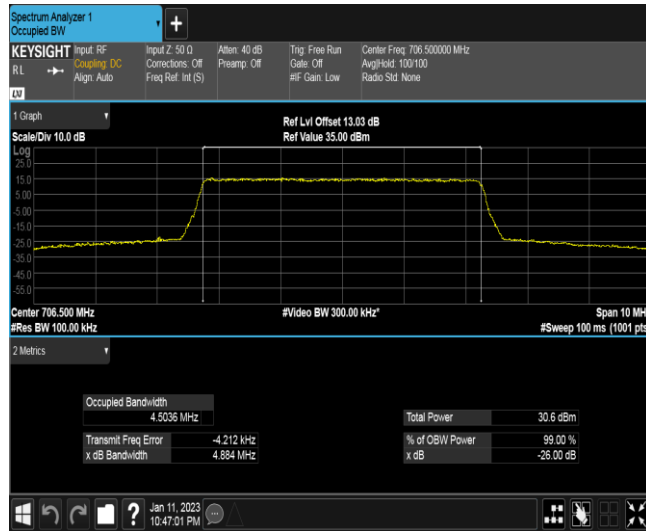 Spectrum Analyzer 1
Occupied BW
+
KEYSIGHT
Input: RF
Coupling: DC
Align: Auto
Input Z: 50 Ω
Corrections: Off
Freq Ref: Int (S)
Atten: 40 dB
Preamp: Off
Trig: Free Run
Gate: Off
#IF Gain: Low
Center Freq: 706.500000 MHz
Avg|Hold: 100/100
Radio Std: None
RL
LXI
1 Graph
Scale/Div 10.0 dB
Ref Lvl Offset 13.03 dB
Ref Value 35.00 dBm
Log
25.0
15.0
5.00
-5.00
-15.0
-25.0
-35.0
-45.0
-55.0
Center 706.500 MHz
#Video BW 300.00 kHz*
Span 10 MH
#Res BW 100.00 kHz
#Sweep 100 ms (1001 pts
2 Metrics
Occupied Bandwidth
4.5036 MHz
Total Power 30.6 dBm
Transmit Freq Error -4.212 kHz
% of OBW Power 99.00 %
x dB Bandwidth 4.884 MHz
x dB -26.00 dB
?
Jan 11, 2023
10:47:01 PM